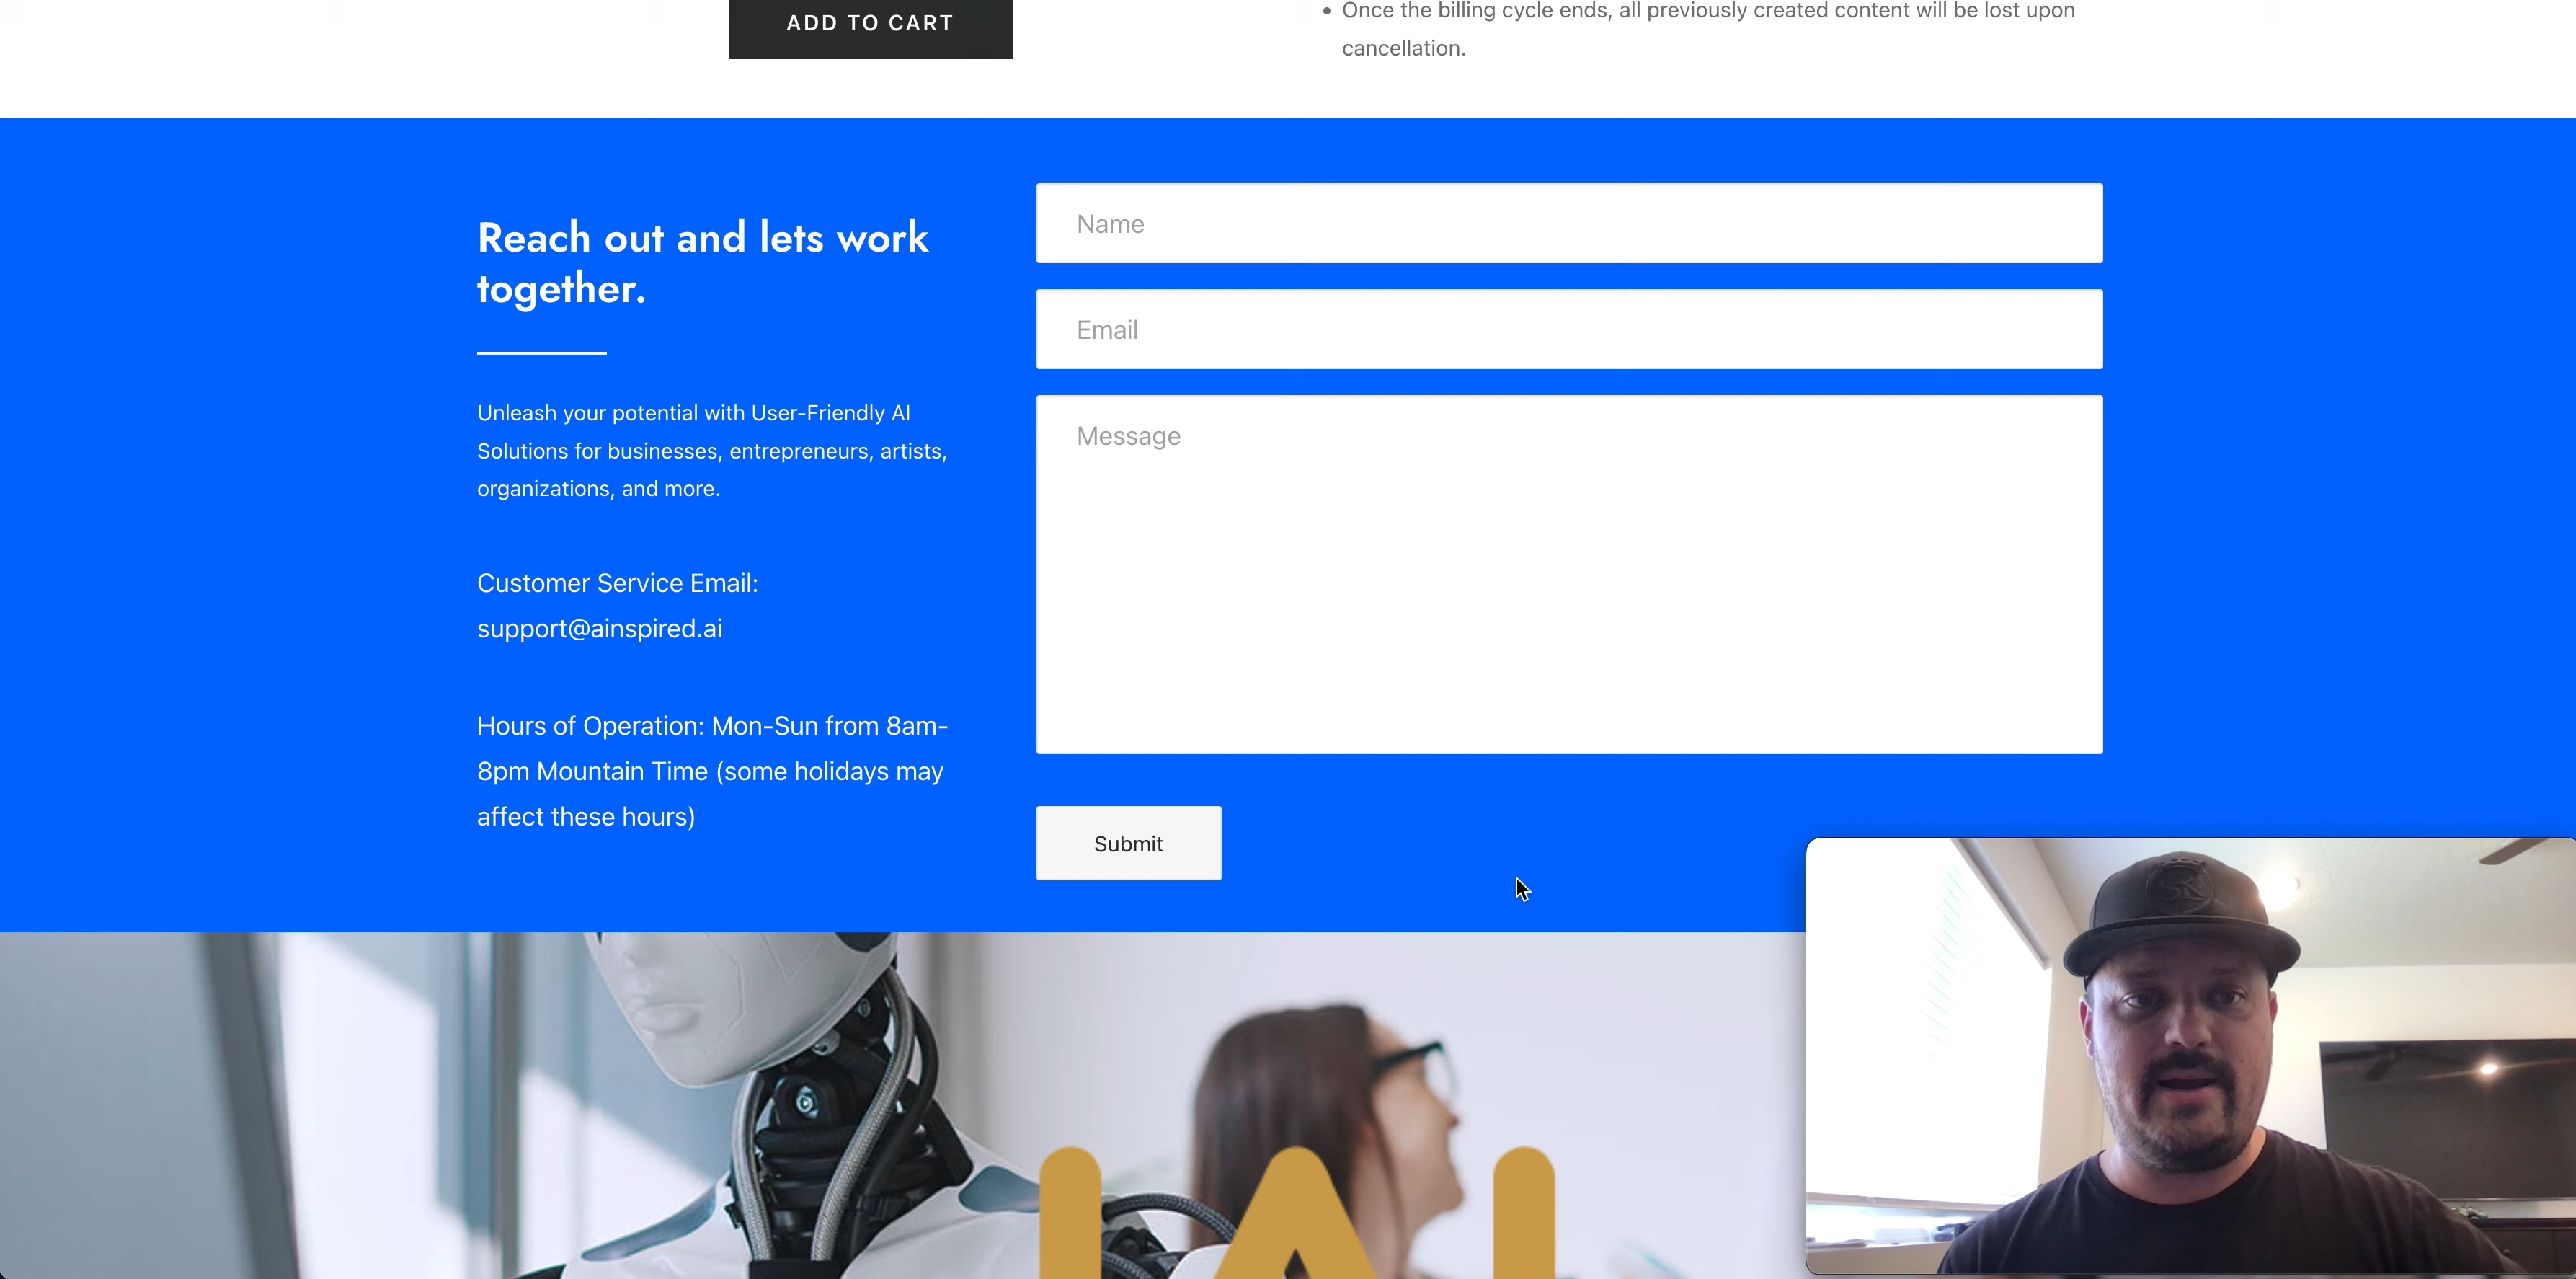 ADD TO CART
Once the billing cycle ends, all previously created content will be lost upon
cancellation.
Reach out and lets work
together.
Unleash your potential with User-Friendly AI
Solutions for businesses, entrepreneurs, artists,
organizations, and more.
Customer Service Email:
support@ainspired.ai
Hours of Operation: Mon-Sun from 8am-
8pm Mountain Time (some holidays may
affect these hours)
Name
Email
Message
Submit